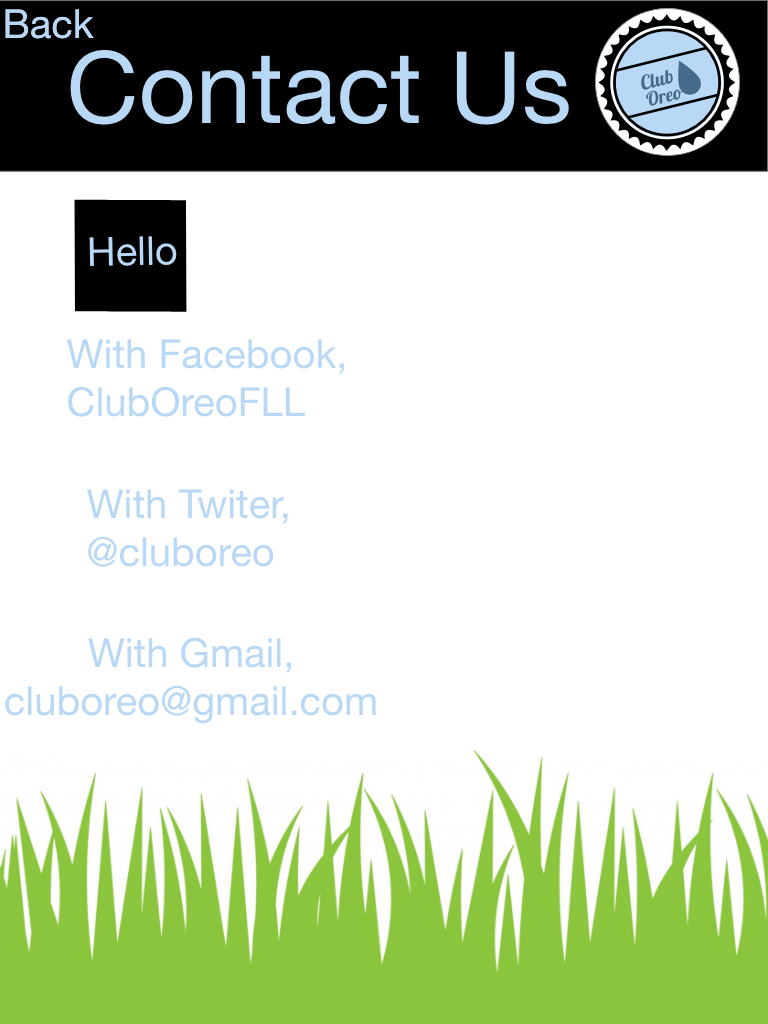 Back
Contact Us
Club
Oreo
Hello
With Facebook,
ClubOreoFLL
With Twiter,
@cluboreo
With Gmail,
cluboreo@gmail.com